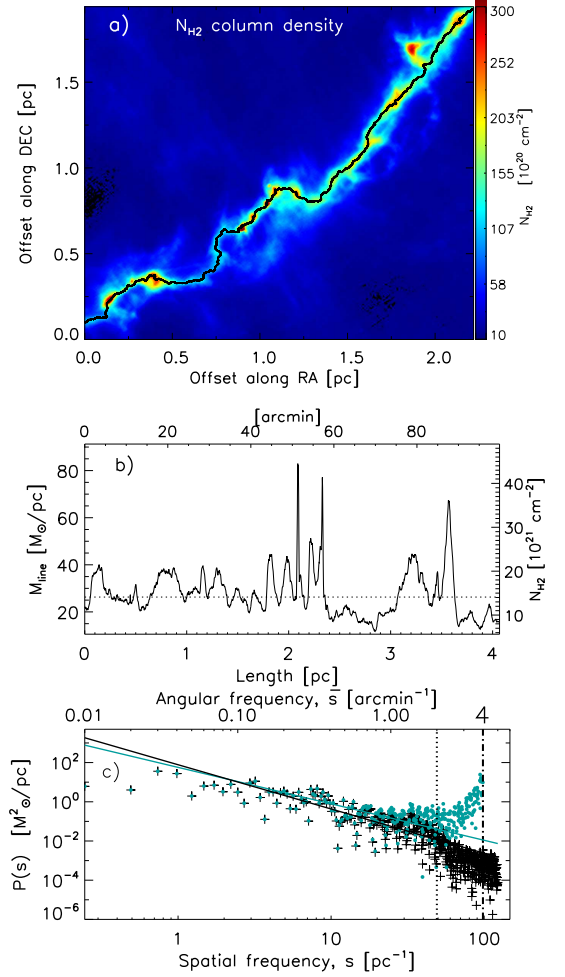 a) N_H2 column density
300
252
203
155
107
58
10
N_H2 [10^20 cm^-2]
1.5
1.0
0.5
0.0
Offset along DEC [pc]
0.0 0.5 1.0 1.5 2.0
Offset along RA [pc]
[arcmin]
0 20 40 60 80
b)
80
60
40
20
M_line [M_⊙/pc]
40
30
20
10
N_H2 [10^21 cm^-2]
0 1 2 3 4
Length [pc]
Angular frequency, s̄ [arcmin^-1]
0.01 0.10 1.00 4
c)
10^2
10^0
10^-2
10^-4
10^-6
P(s) [M^2_⊙/pc]
1 10 100
Spatial frequency, s [pc^-1]